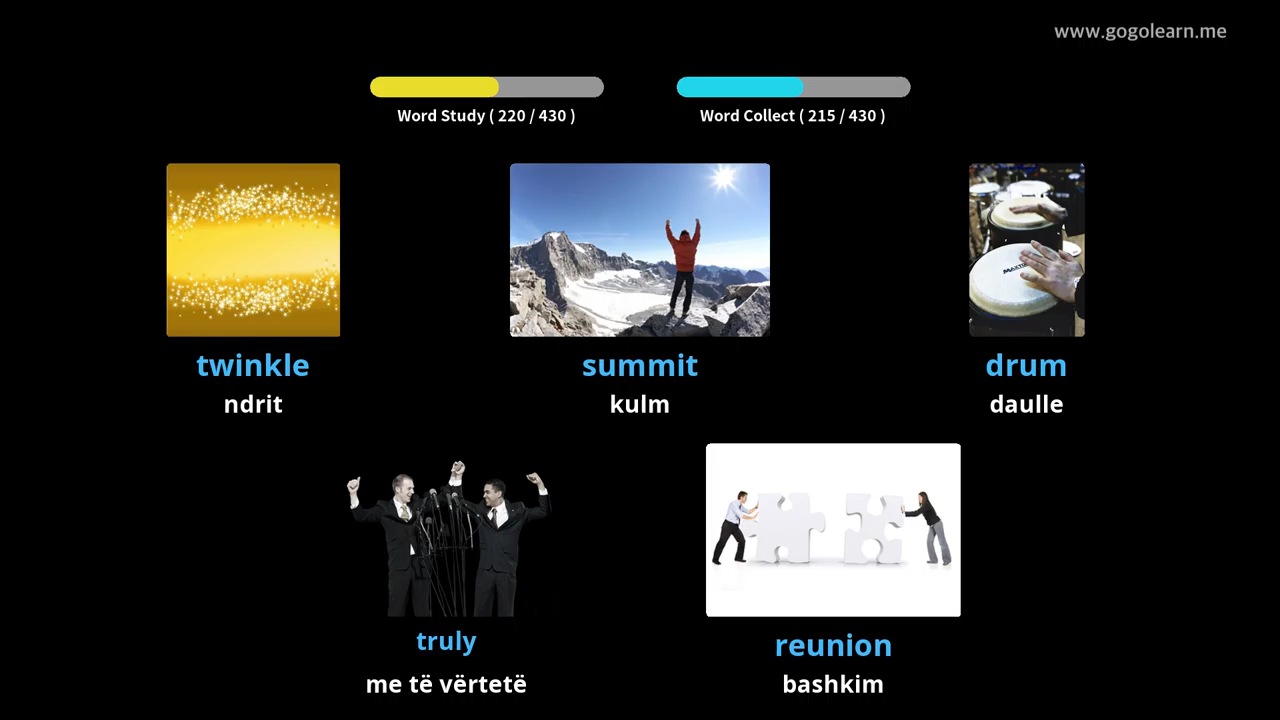 www.gogolearn.me
Word Study ( 220 / 430 )
Word Collect ( 215 / 430 )
twinkle
ndrit
summit
kulm
drum
daulle
truly
me të vërtetë
reunion
bashkim